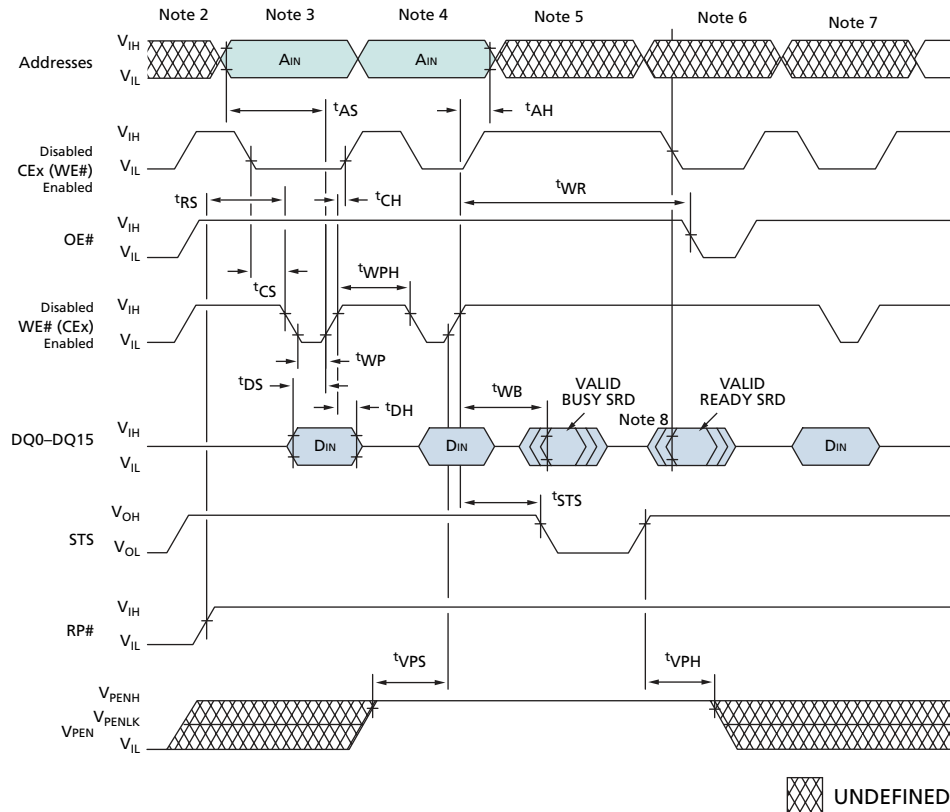 Note 2 Note 3 Note 4 Note 5 Note 6 Note 7
Addresses
VIH
VIL
AIN
AIN
tAS
tAH
Disabled
CEx (WE#)
Enabled
VIH
VIL
tRS
tCH
tWR
OE#
VIH
VIL
tCS
tWPH
Disabled
WE# (CEx)
Enabled
VIH
VIL
tWP
tDS
tDH
tWB
VALID
BUSY SRD
VALID
READY SRD
Note 8
DQ0–DQ15
VIH
VIL
DIN
DIN
DIN
tSTS
STS
VOH
VOL
RP#
VIH
VIL
tVPS
tVPH
VPEN
VPENH
VPENLK
VIL
UNDEFINED